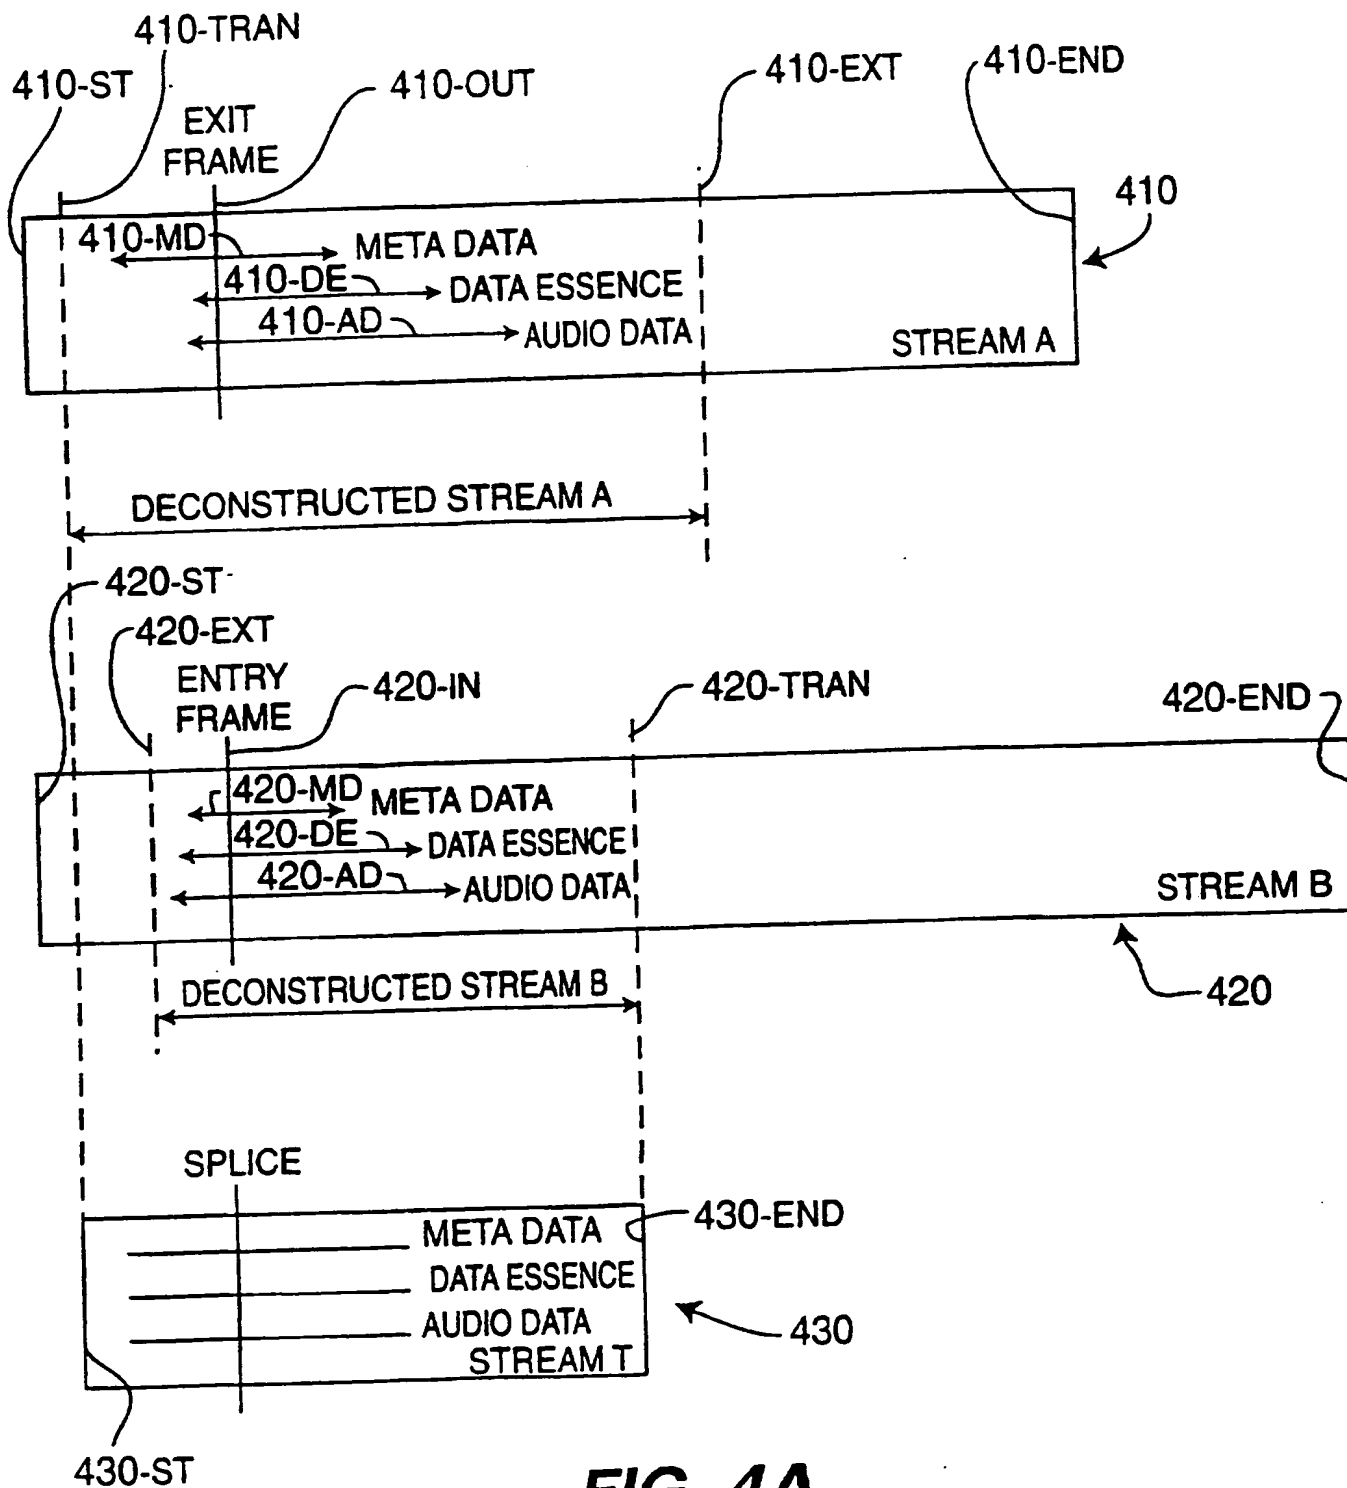 410-TRAN
410-ST
410-OUT
410-EXT
410-END
EXIT
FRAME
410
410-MD
META DATA
410-DE
DATA ESSENCE
410-AD
AUDIO DATA
STREAM A
DECONSTRUCTED STREAM A
420-ST
420-EXT
ENTRY
FRAME
420-IN
420-TRAN
420-END
420-MD
META DATA
420-DE
DATA ESSENCE
420-AD
AUDIO DATA
STREAM B
DECONSTRUCTED STREAM B
420
SPLICE
META DATA
430-END
DATA ESSENCE
AUDIO DATA
430
STREAM T
430-ST
FIG. 4A